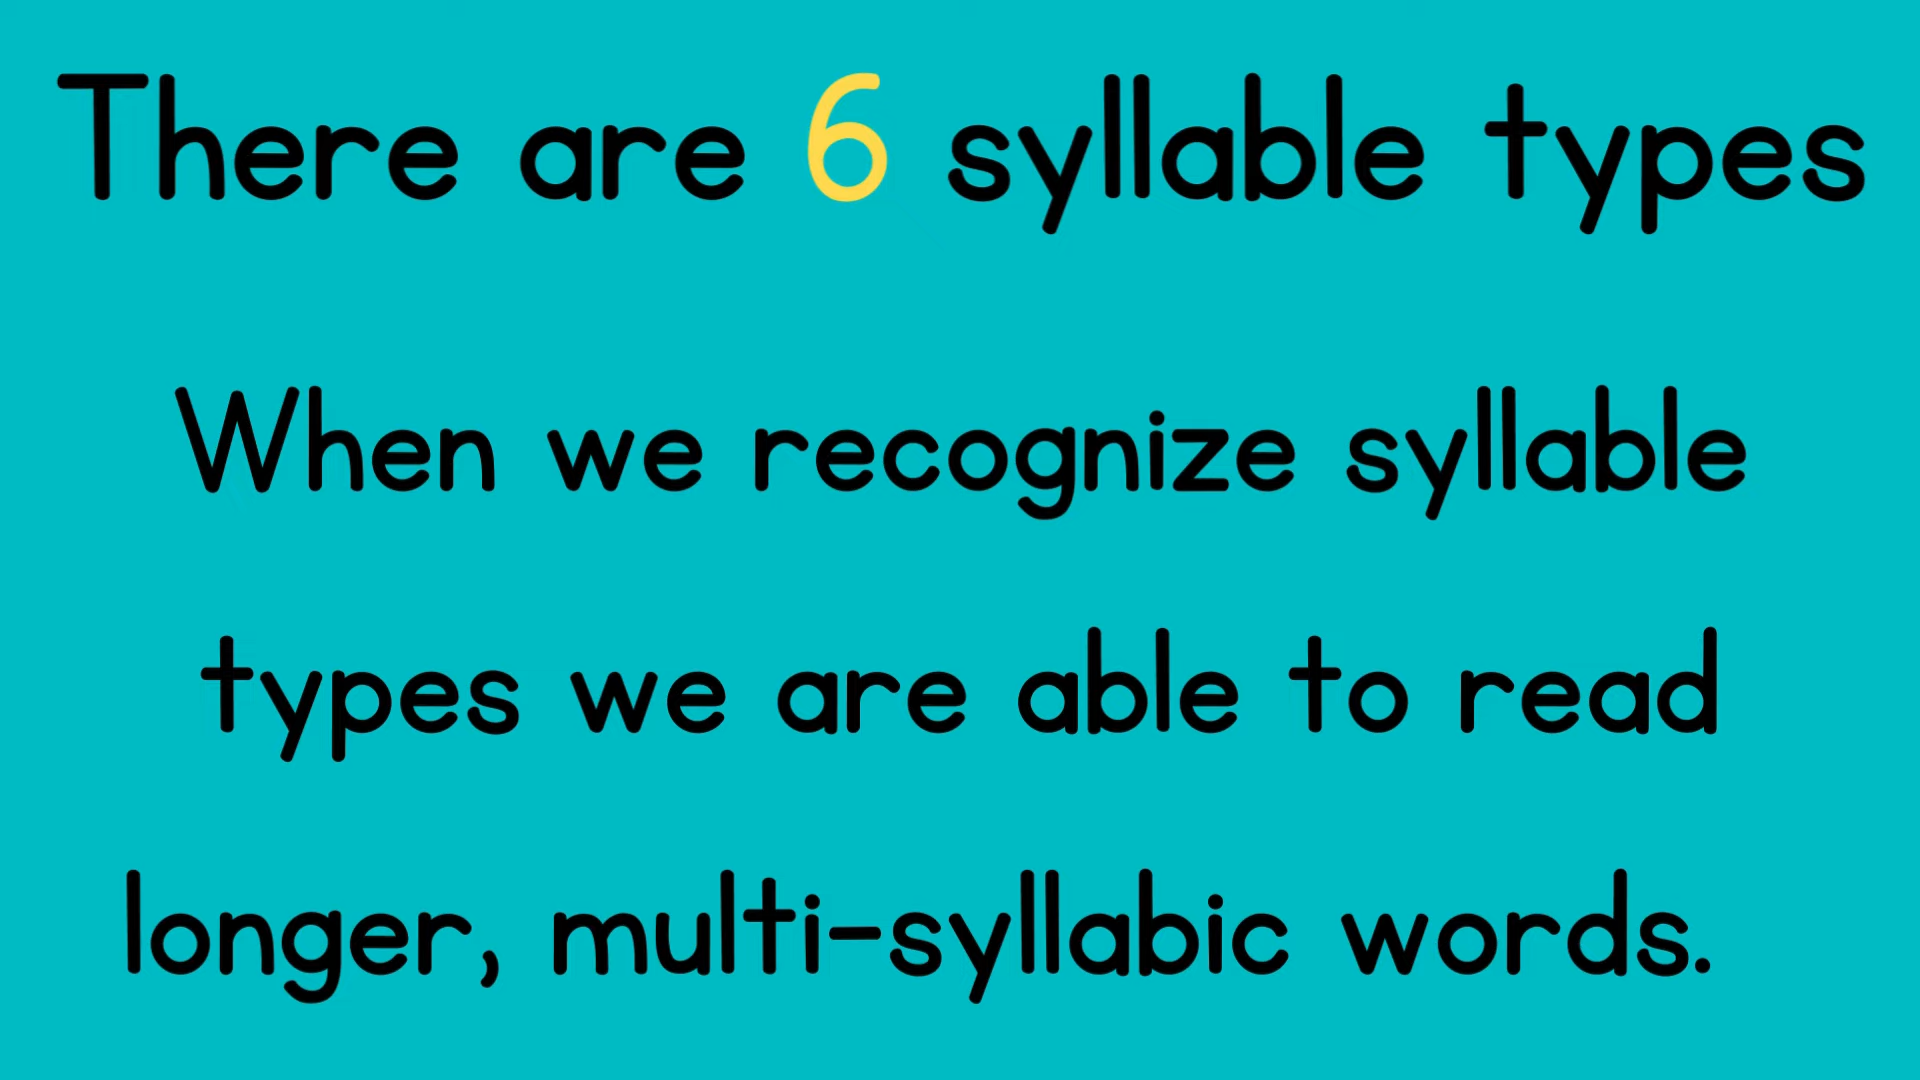 There are 6 syllable types
When we recognize syllable
types we are able to read
longer, multi-syllabic words.